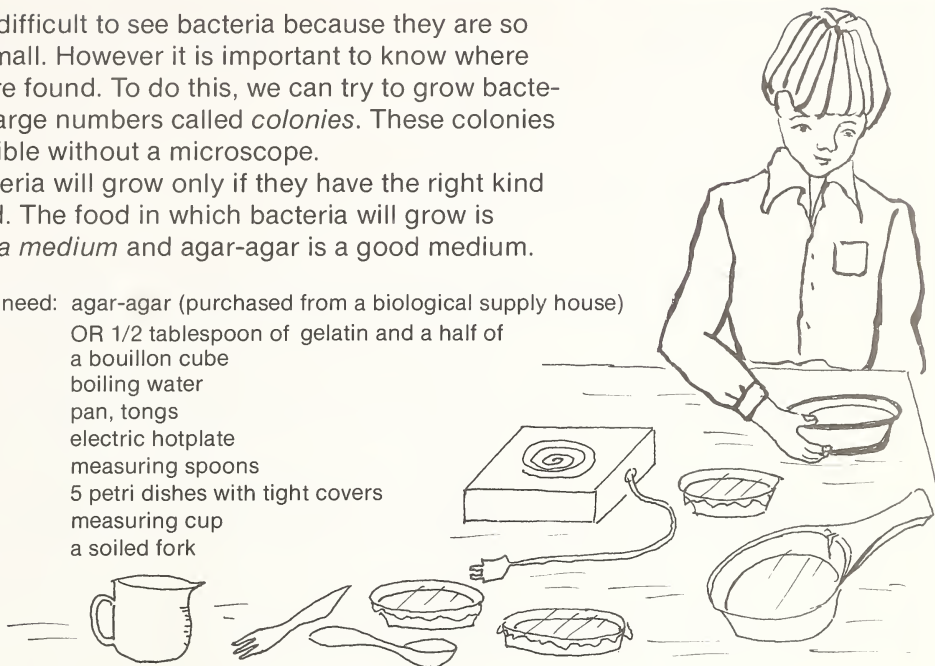 difficult to see bacteria because they are so
mall. However it is important to know where
re found. To do this, we can try to grow bacte-
arge numbers called colonies. These colonies
ible without a microscope.
eria will grow only if they have the right kind
d. The food in which bacteria will grow is
a medium and agar-agar is a good medium.
need: agar-agar (purchased from a biological supply house)
OR 1/2 tablespoon of gelatin and a half of
a bouillon cube
boiling water
pan, tongs
electric hotplate
measuring spoons
5 petri dishes with tight covers
measuring cup
a soiled fork